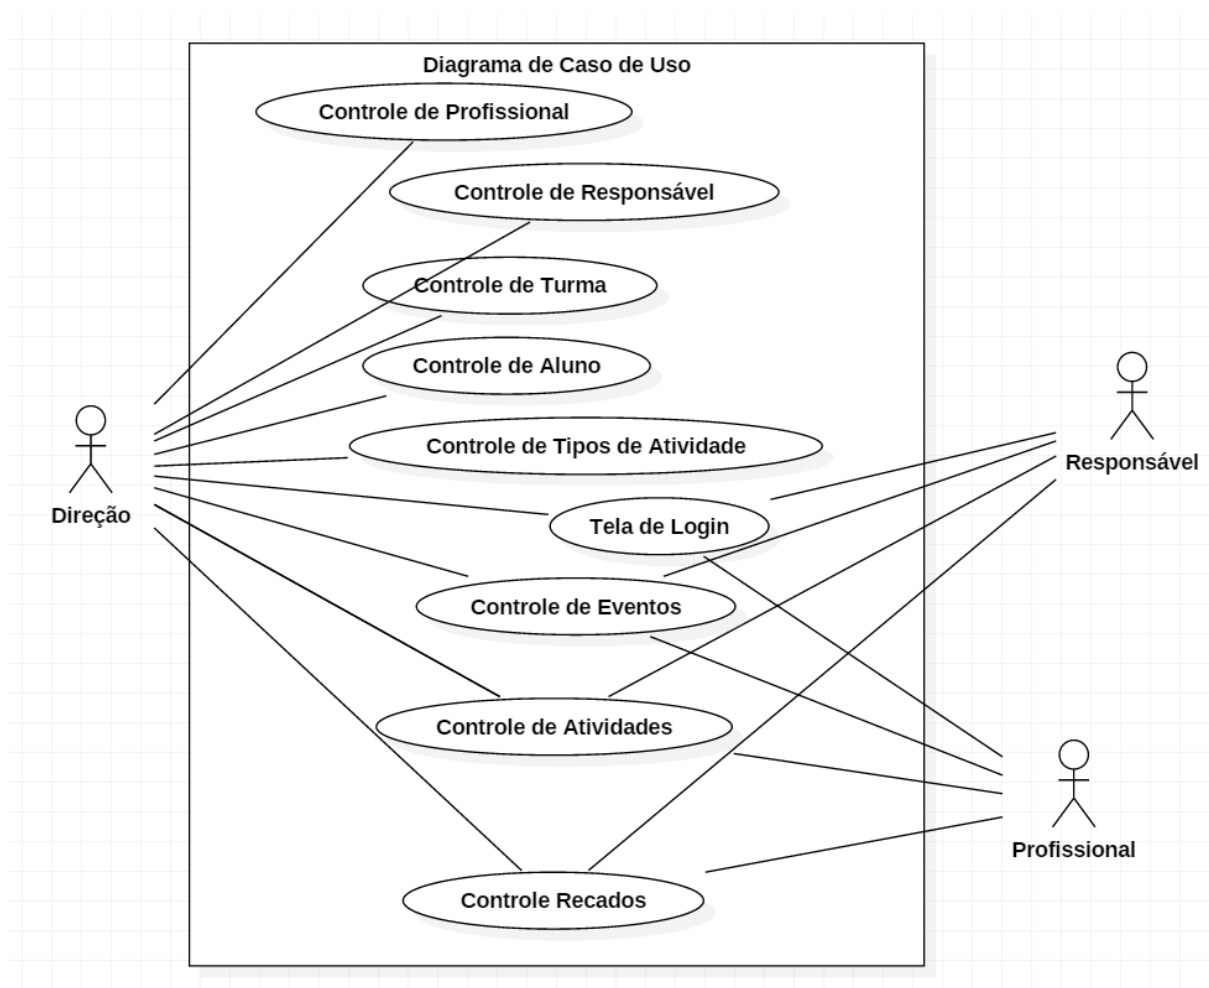 Diagrama de Caso de Uso
Controle de Profissional
Controle de Responsável
Controle de Turma
Controle de Aluno
Controle de Tipos de Atividade
Responsável
Direção
Tela de Login
Controle de Eventos
Controle de Atividades
Profissional
Controle Recados